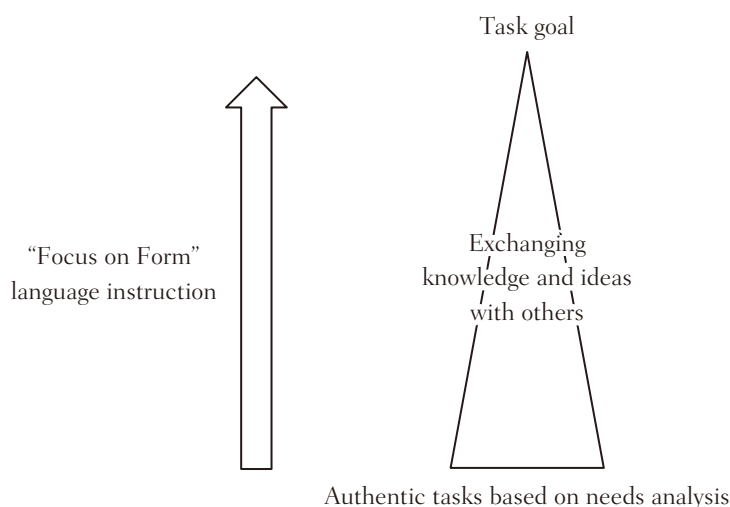 Task goal
“Focus on Form”
language instruction
Exchanging
knowledge and ideas
with others
Authentic tasks based on needs analysis